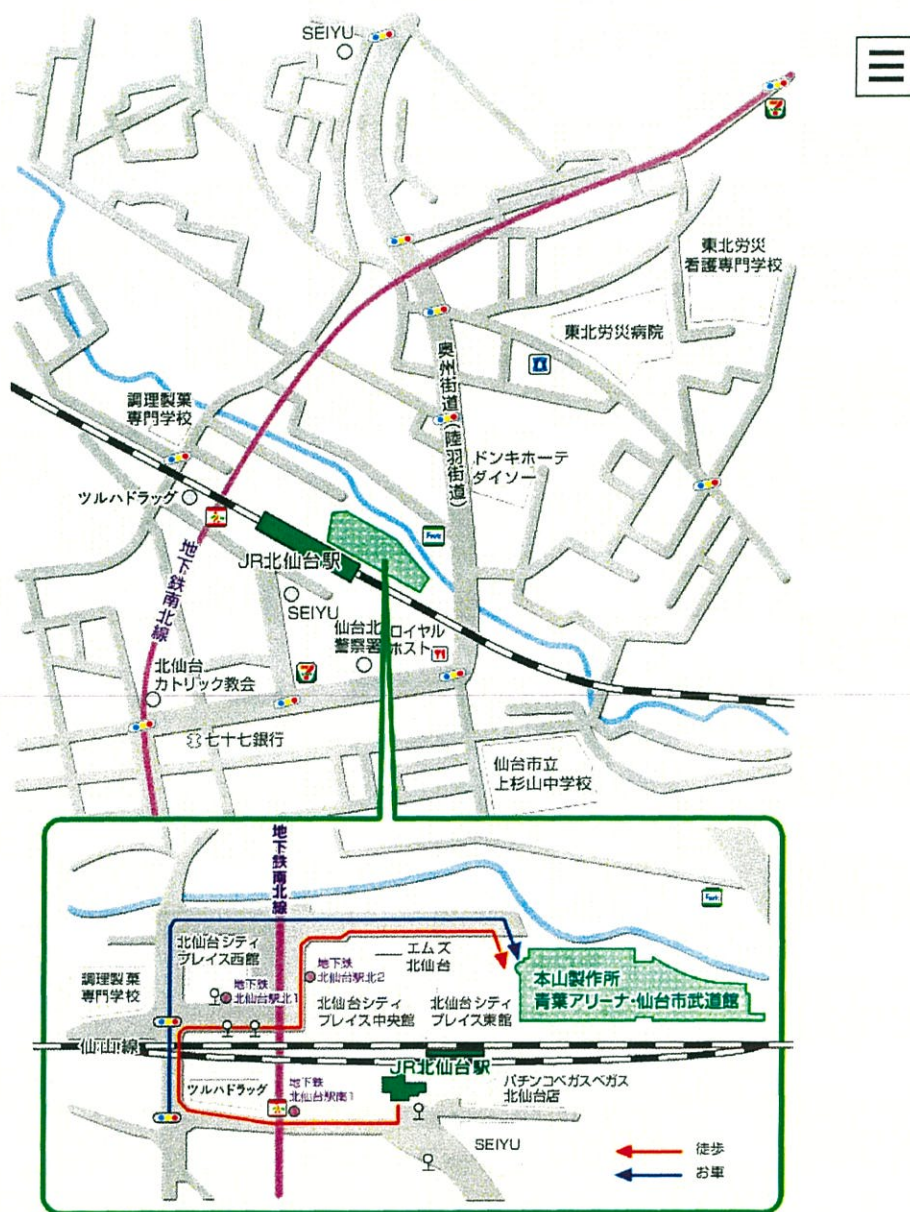 SEIYU
東北労災
看護専門学校
東北労災病院
奥州街道(陸羽街道)
調理製菓
専門学校
ドンキホーテ
ダイソー
ツルハドラッグ
JR北仙台駅
地下鉄南北線
SEIYU
仙台北
警察署
ロイヤル
ホスト
北仙台
カトリック教会
七十七銀行
仙台市立
上杉山中学校
地下鉄南北線
北仙台シティ
プレイス西館
エムズ
北仙台
調理製菓
専門学校
地下鉄
北仙台駅北1
地下鉄
北仙台駅北2
本山製作所
青葉アリーナ・仙台市武道館
北仙台シティ
プレイス中央館
北仙台シティ
プレイス東館
仙山線
JR北仙台駅
ツルハドラッグ
地下鉄
北仙台駅南1
パチンコベガスベガス
北仙台店
SEIYU
徒歩
お車